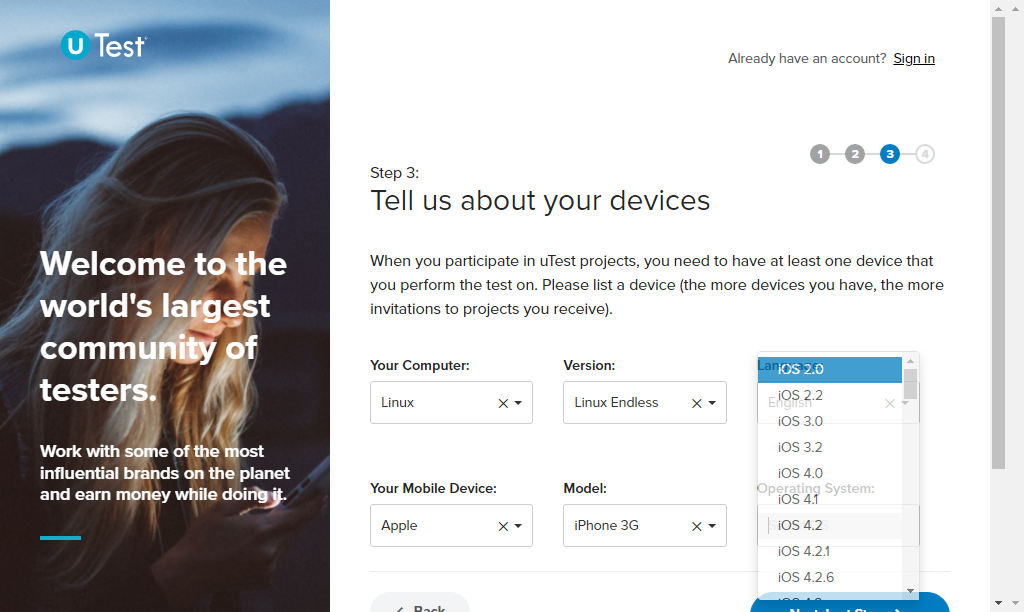 U Test
Already have an account? Sign in
1 2 3 4
Step 3:
Tell us about your devices
Welcome to the
world's largest
community of
testers.
Work with some of the most
influential brands on the planet
and earn money while doing it.
When you participate in uTest projects, you need to have at least one device that
you perform the test on. Please list a device (the more devices you have, the more
invitations to projects you receive).
Your Computer:
Linux
Version:
Linux Endless
Language:
English
Your Mobile Device:
Apple
Model:
iPhone 3G
Operating System:
iOS 2.0
iOS 2.2
iOS 3.0
iOS 3.2
iOS 4.0
iOS 4.1
iOS 4.2
iOS 4.2.1
iOS 4.2.6
Back